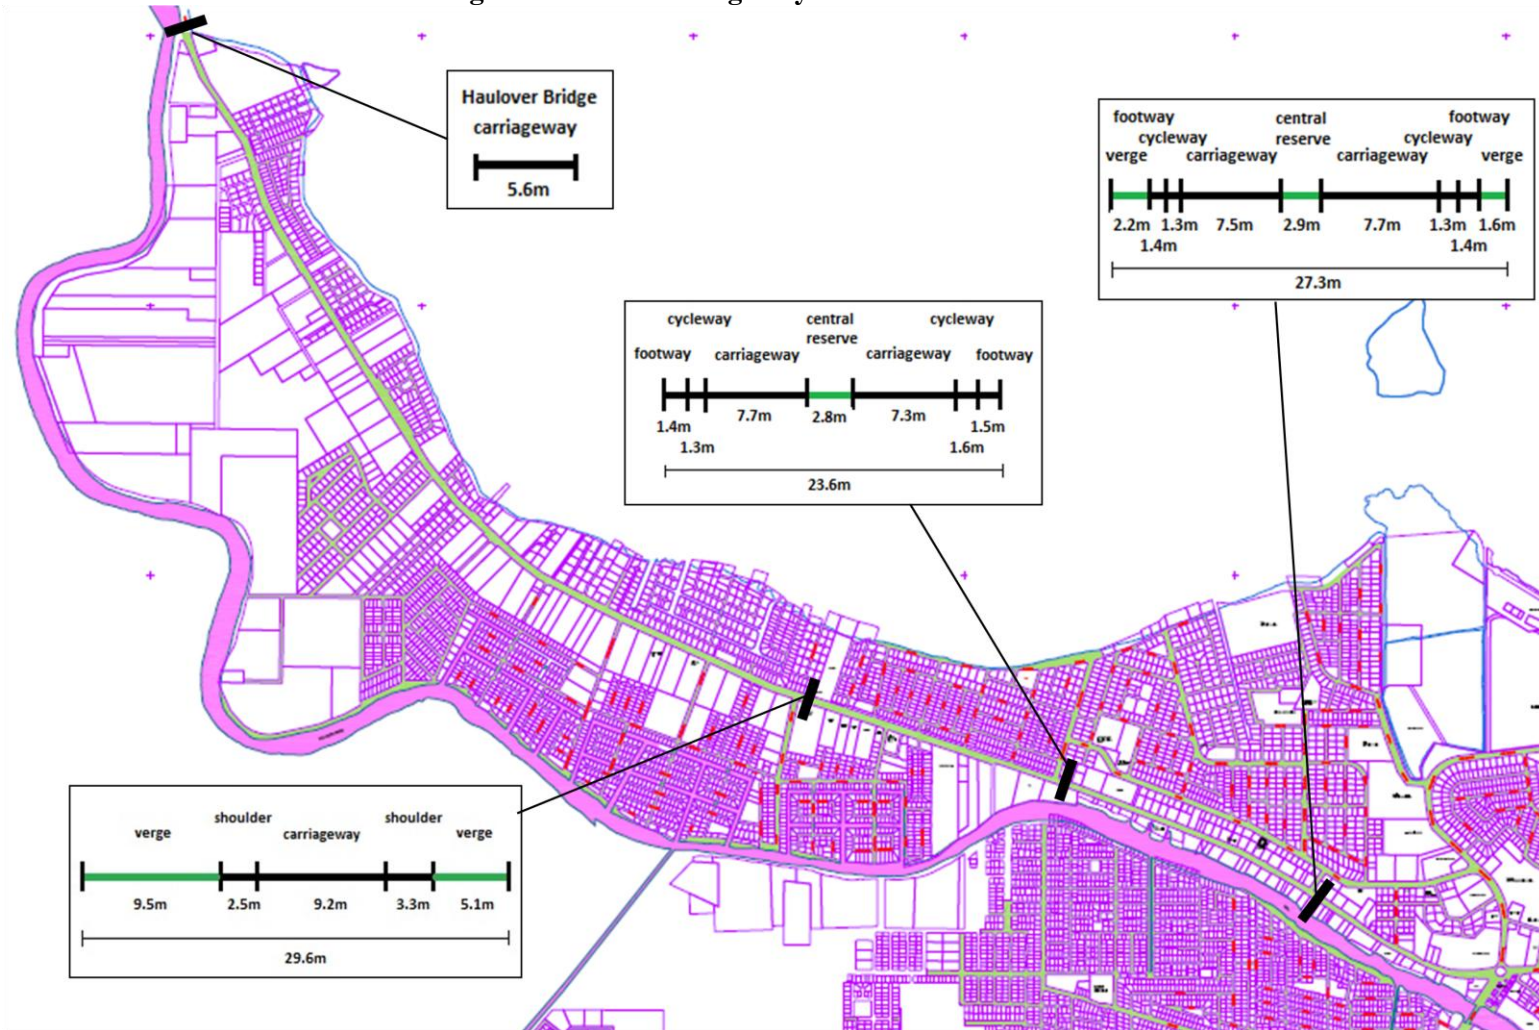 Haulover Bridge
carriageway
5.6m
footway central footway
cycleway reserve cycleway
verge carriageway carriageway verge
2.2m 1.3m 7.5m 2.9m 7.7m 1.3m 1.6m
1.4m 1.4m
27.3m
cycleway central cycleway
reserve
footway carriageway carriageway footway
7.7m 2.8m 7.3m
1.4m 1.5m
1.3m 1.6m
23.6m
shoulder shoulder
verge carriageway verge
9.5m 2.5m 9.2m 3.3m 5.1m
29.6m